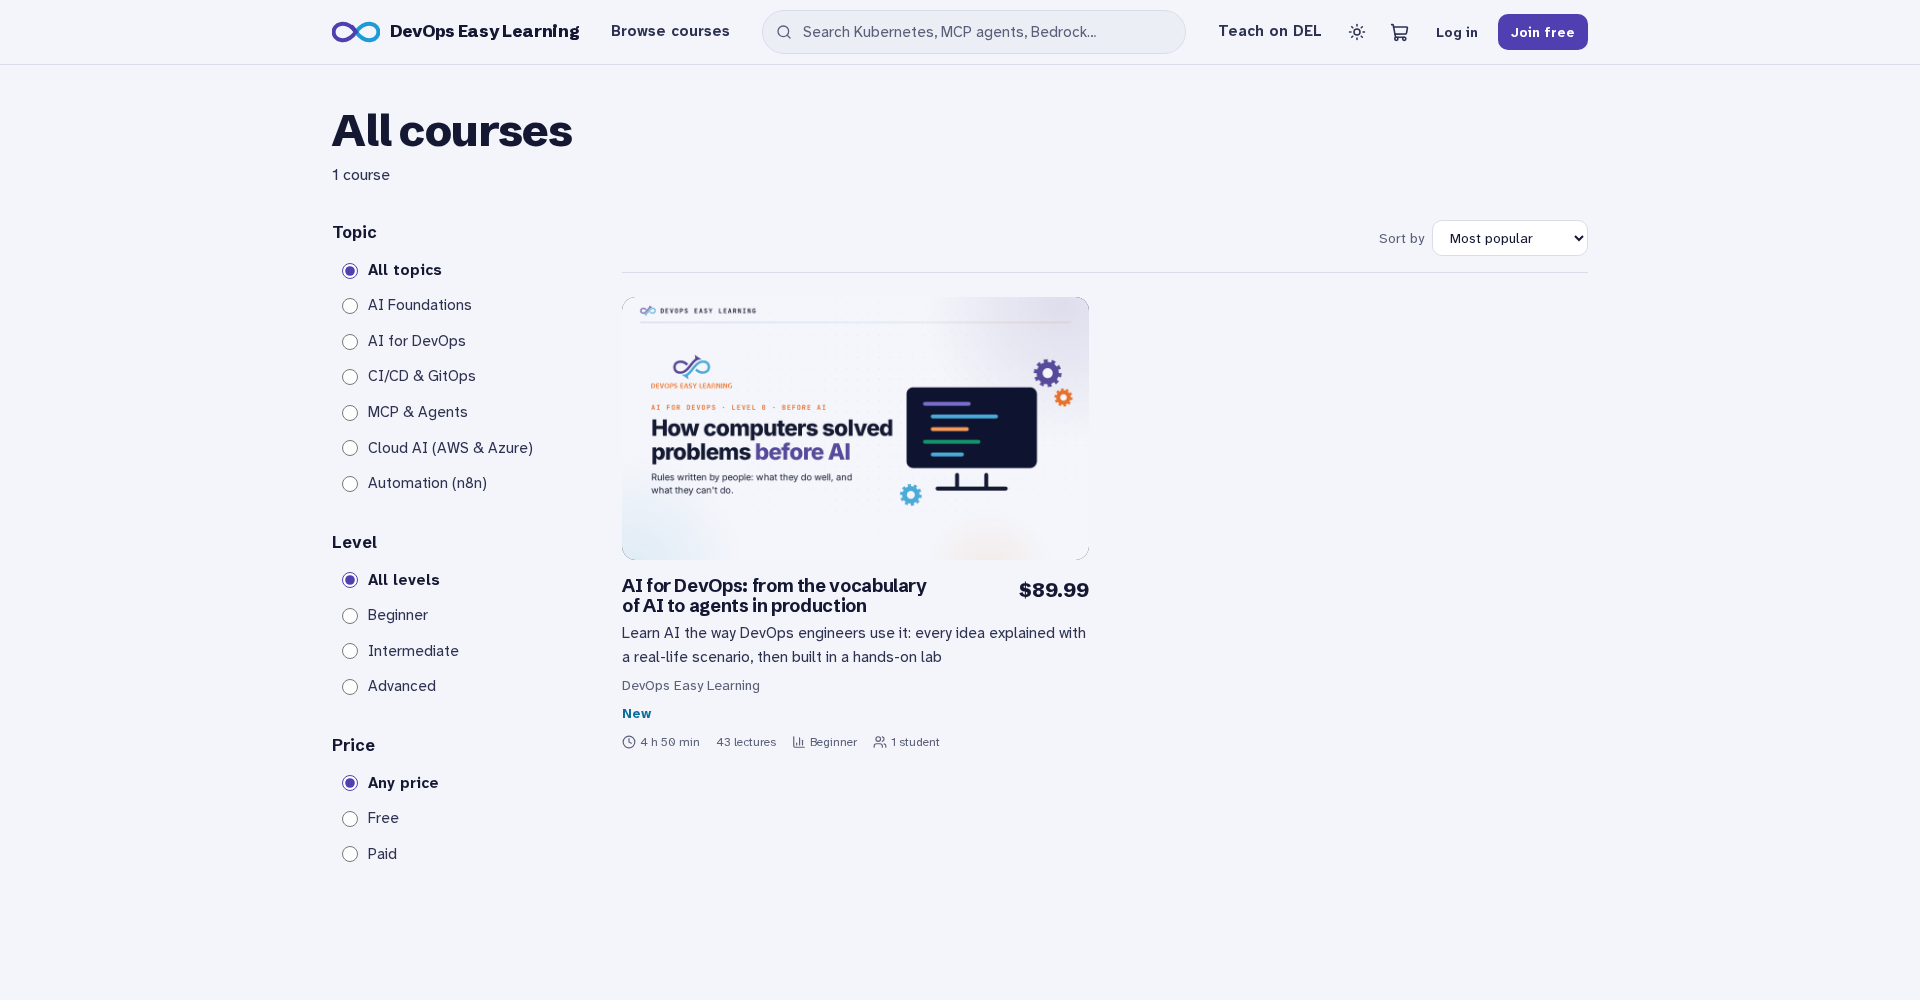 DevOps Easy Learning
Browse courses
Search Kubernetes, MCP agents, Bedrock...
Teach on DEL
Log in
Join free
All courses
1 course
Topic
All topics
AI Foundations
AI for DevOps
CI/CD & GitOps
MCP & Agents
Cloud AI (AWS & Azure)
Automation (n8n)
Level
All levels
Beginner
Intermediate
Advanced
Price
Any price
Free
Paid
Sort by
Most popular
DEVOPS EASY LEARNING
DEVOPS EASY LEARNING
AI FOR DEVOPS · LEVEL 0 · BEFORE AI
How computers solved
problems before AI
Rules written by people: what they do well, and
what they can't do.
AI for DevOps: from the vocabulary
of AI to agents in production
$89.99
Learn AI the way DevOps engineers use it: every idea explained with
a real-life scenario, then built in a hands-on lab
DevOps Easy Learning
New
4 h 50 min
43 lectures
Beginner
1 student